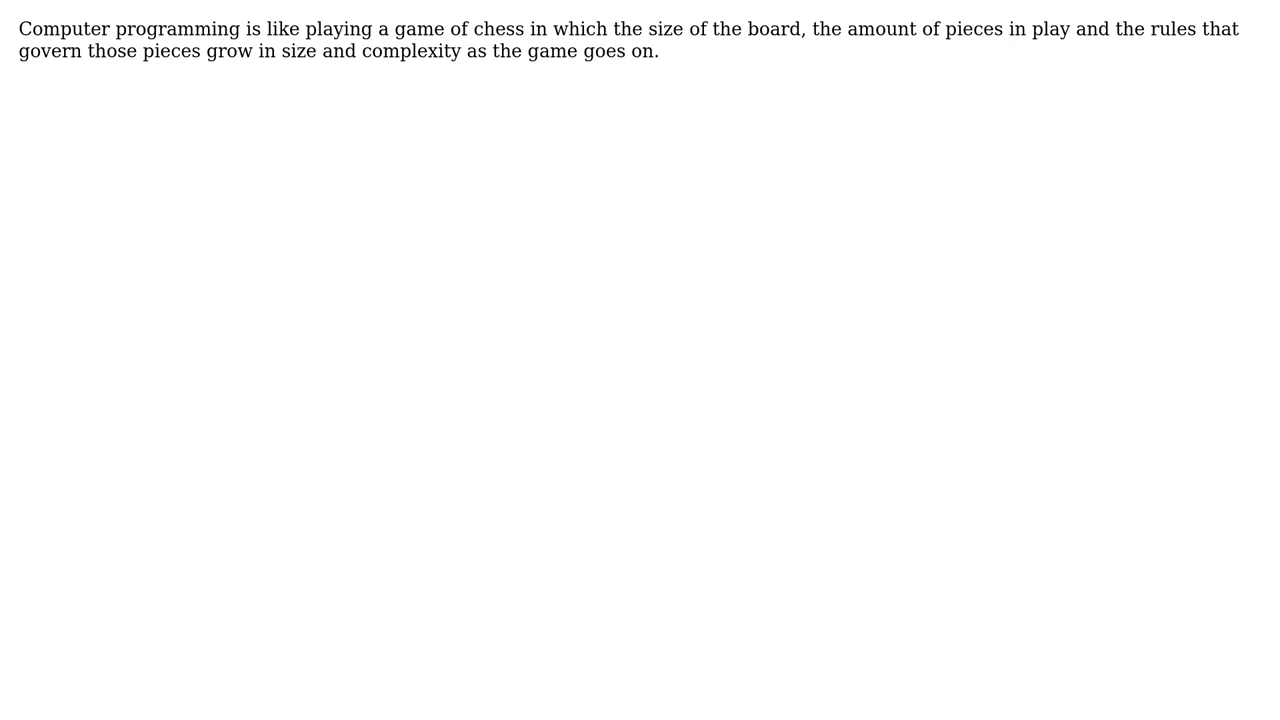 Computer programming is like playing a game of chess in which the size of the board, the amount of pieces in play and the rules that
govern those pieces grow in size and complexity as the game goes on.